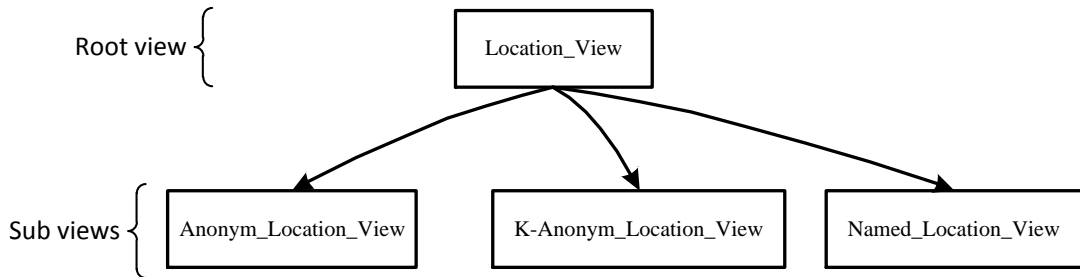 Root view
Location_View
Sub views
Anonym_Location_View
K-Anonym_Location_View
Named_Location_View